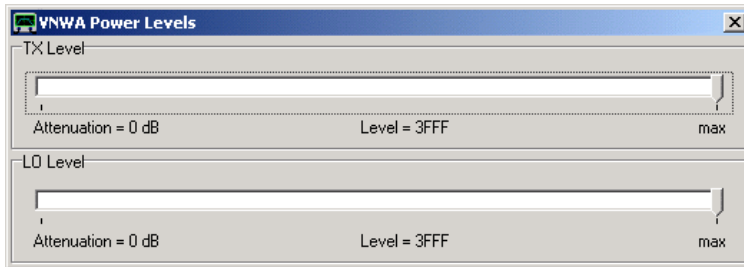 VNWA Power Levels
TX Level
Attenuation = 0 dB Level = 3FFF max
LO Level
Attenuation = 0 dB Level = 3FFF max